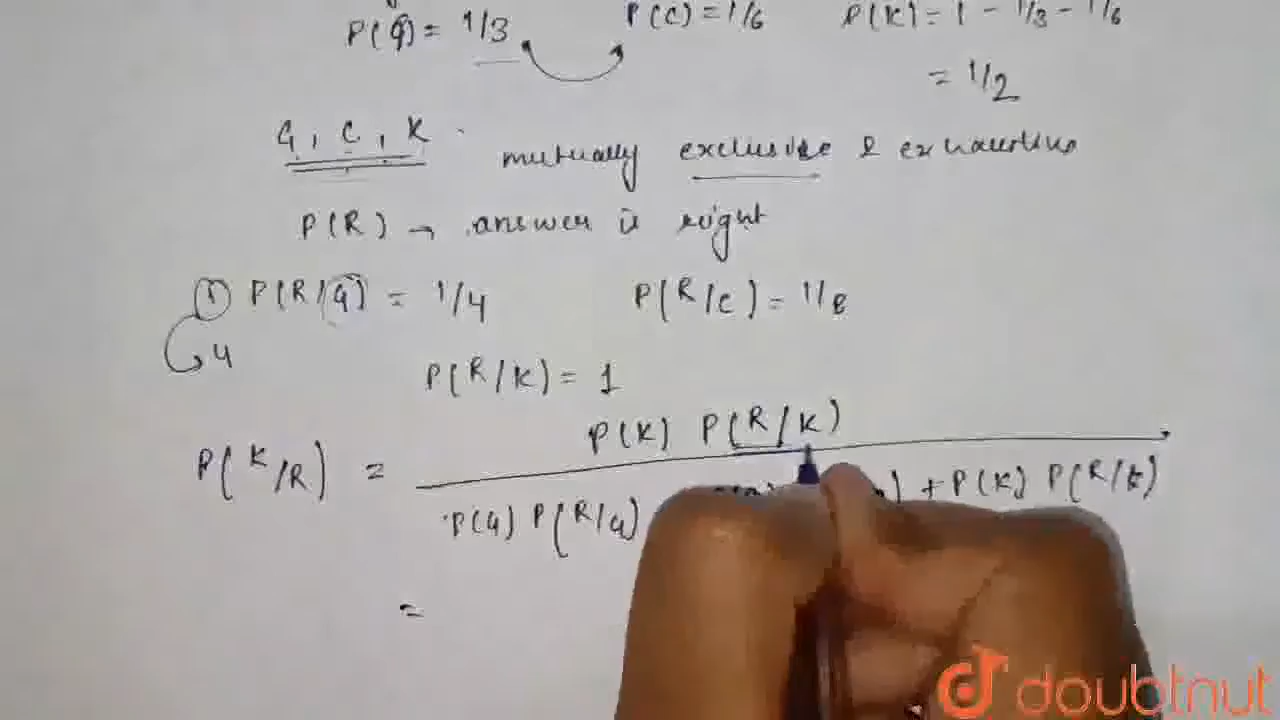 P(G) = 1/3 P(C) = 1/6 P(K) = 1 - 1/3 - 1/6
= 1/2
G, C, K . mutually exclusive & exhaustive
P(R) → answer is right
① P(R/G) = 1/4 P(R/C) = 1/8
4
P(R/K) = 1
P(K) P(R/K)
P(K/R) =
P(G) P(R/G) + P(K) P(R/K)
=
doubtnut